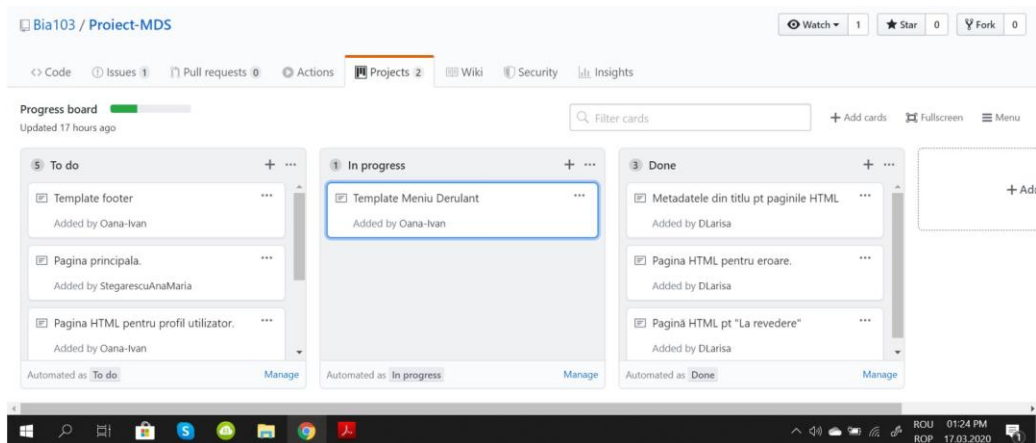 Bia103 / Proiect-MDS
Watch 1 Star 0 Fork 0
Code Issues 1 Pull requests 0 Actions Projects 2 Wiki Security Insights
Progress board
Updated 17 hours ago
Filter cards
+ Add cards Fullscreen Menu
5 To do + ...
Template footer ...
Added by Oana-Ivan
Pagina principala. ...
Added by StegarescuAnaMaria
Pagina HTML pentru profil utilizator. ...
Added by Oana-Ivan
Automated as To do Manage
1 In progress + ...
Template Meniu Derulant ...
Added by Oana-Ivan
Automated as In progress Manage
3 Done + ...
Metadatele din titlu pt paginile HTML ...
Added by DLarisa
Pagina HTML pentru eroare. ...
Added by DLarisa
Pagină HTML pt "La revedere" ...
Added by DLarisa
Automated as Done Manage
ROU 01:24 PM
ROP 17.03.2020